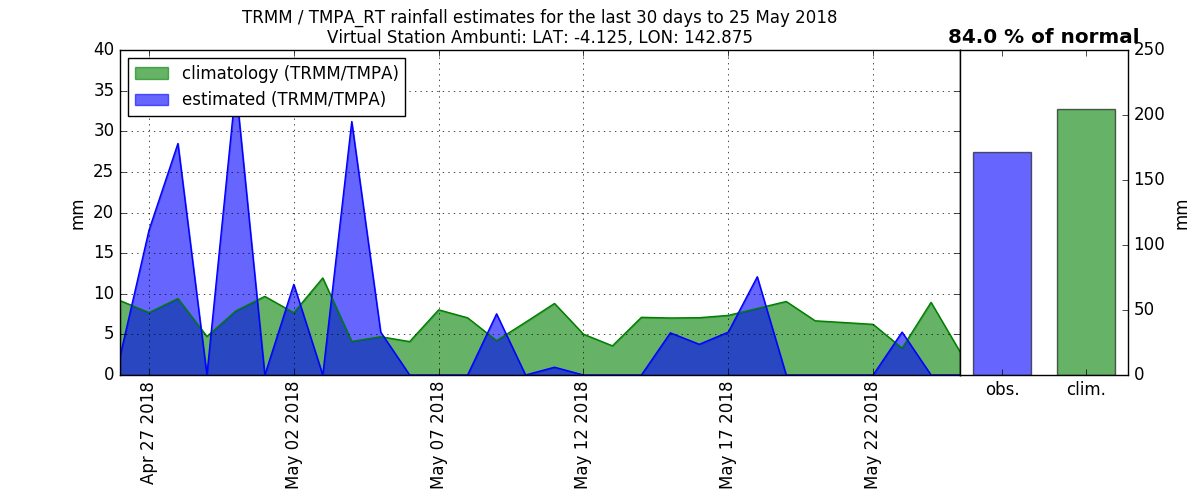 TRMM / TMPA_RT rainfall estimates for the last 30 days to 25 May 2018
Virtual Station Ambunti: LAT: -4.125, LON: 142.875
84.0 % of normal
climatology (TRMM/TMPA)
estimated (TRMM/TMPA)
40
35
30
25
20
15
10
5
0
mm
Apr 27 2018
May 02 2018
May 07 2018
May 12 2018
May 17 2018
May 22 2018
obs.
clim.
250
200
150
100
50
0
mm